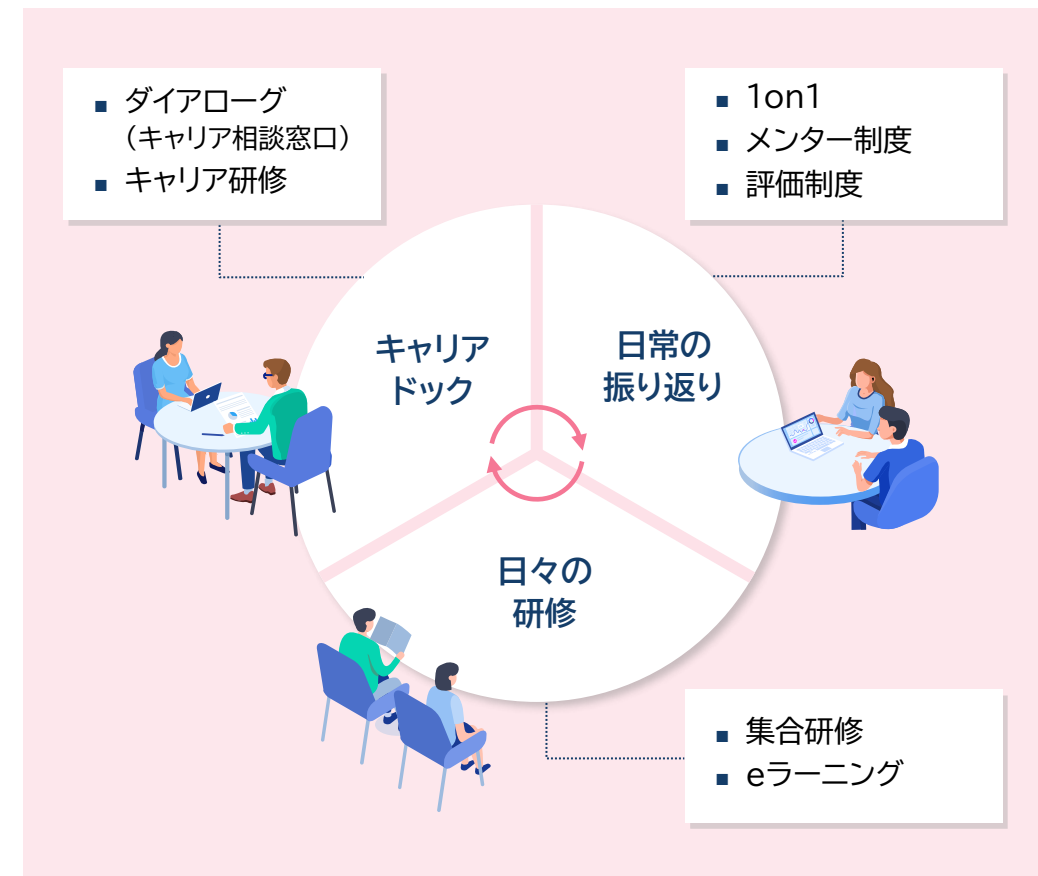 ■ ダイアローグ
（キャリア相談窓口）
■ キャリア研修
■ 1on1
■ メンター制度
■ 評価制度
キャリア
ドック
日常の
振り返り
日々の
研修
■ 集合研修
■ eラーニング